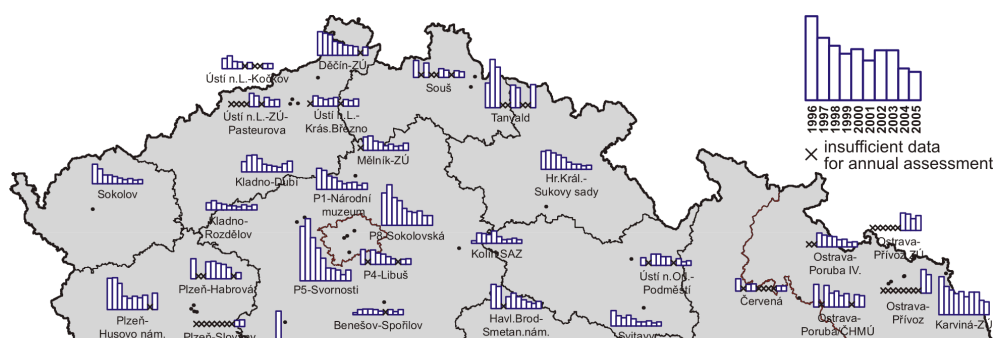 1996
1997
1998
1999
2000
2001
2002
2003
2004
2005
insufficient data
for annual assessment
Děčín-ZÚ
Ústí n.L.-Kočkov
Souš
Ústí n.L.-ZÚ-
Pasteurova
Ústí n.L.-
Krás.Březno
Tanvald
Mělník-ZÚ
Kladno-Dubí
Sokolov
P1-Národní
muzeum
Hr.Král.-
Sukovy sady
Kladno-
Rozdělov
P8-Sokolovská
Kolín SAZ
Ostrava-
Přívoz ZÚ
Ostrava-
Poruba IV.
P4-Libuš
Plzeň-Habrová
P5-Svornosti
Ústí n.Orl.-
Podměstí
Červená
Ostrava-
Přívoz
Plzeň-
Husovo nám.
Plzeň-Slovany
Benešov-Spořilov
Havl.Brod-
Smetan.nám.
Svitavy
Ostrava-
Poruba/ČHMÚ
Karviná-ZÚ